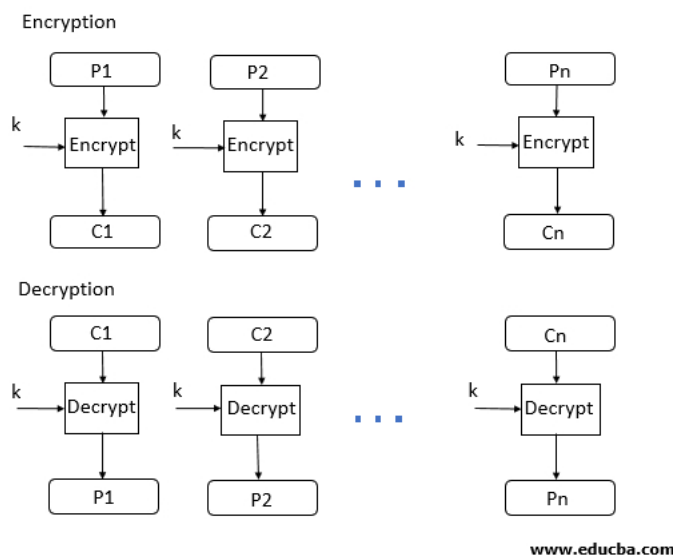 Encryption
P1 P2 Pn
k Encrypt k Encrypt k Encrypt
C1 C2 Cn
Decryption
C1 C2 Cn
k Decrypt k Decrypt k Decrypt
P1 P2 Pn
www.educba.com